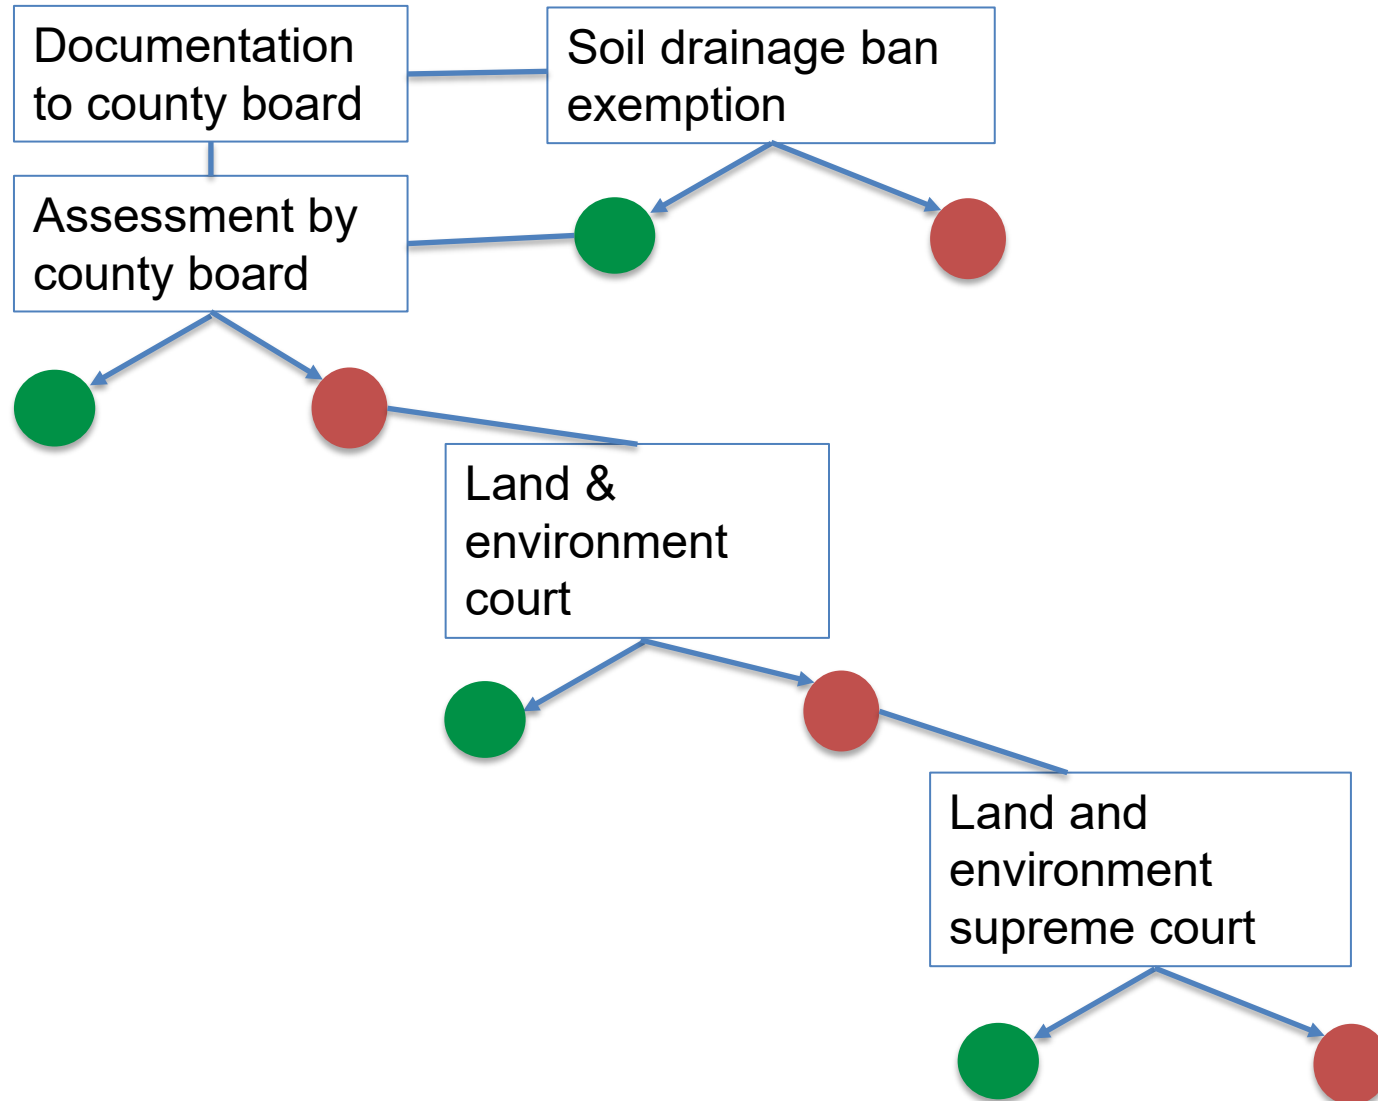 Documentation
to county board
Soil drainage ban
exemption
Assessment by
county board
Land &
environment
court
Land and
environment
supreme court